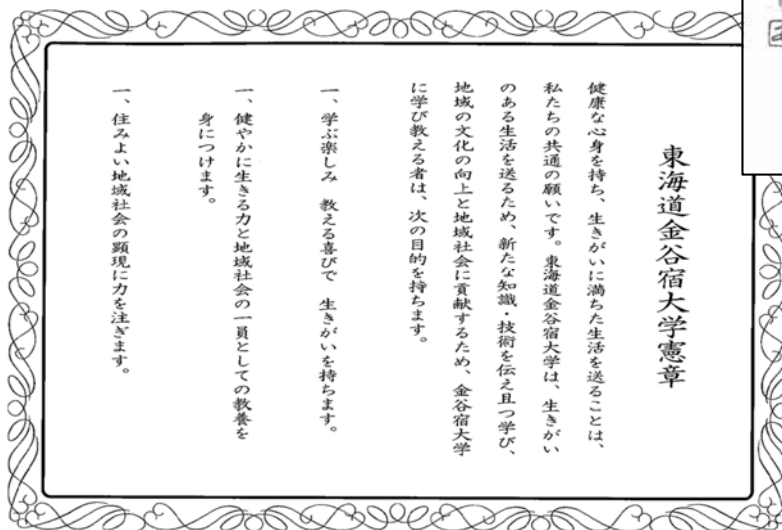 東海道金谷宿大学憲章
健康な心身を持ち、生きがいに満ちた生活を送ることは、
私たちの共通の願いです。東海道金谷宿大学は、生きがい
のある生活を送るため、新たな知識・技術を伝え且つ学び、
地域の文化の向上と地域社会に貢献するため、金谷宿大学
に学び教える者は、次の目的を持ちます。
一、学ぶ楽しみ　教える喜びで　生きがいを持ちます。
一、健やかに生きる力と地域社会の一員としての教養を
身につけます。
一、住みよい地域社会の顕現に力を注ぎます。